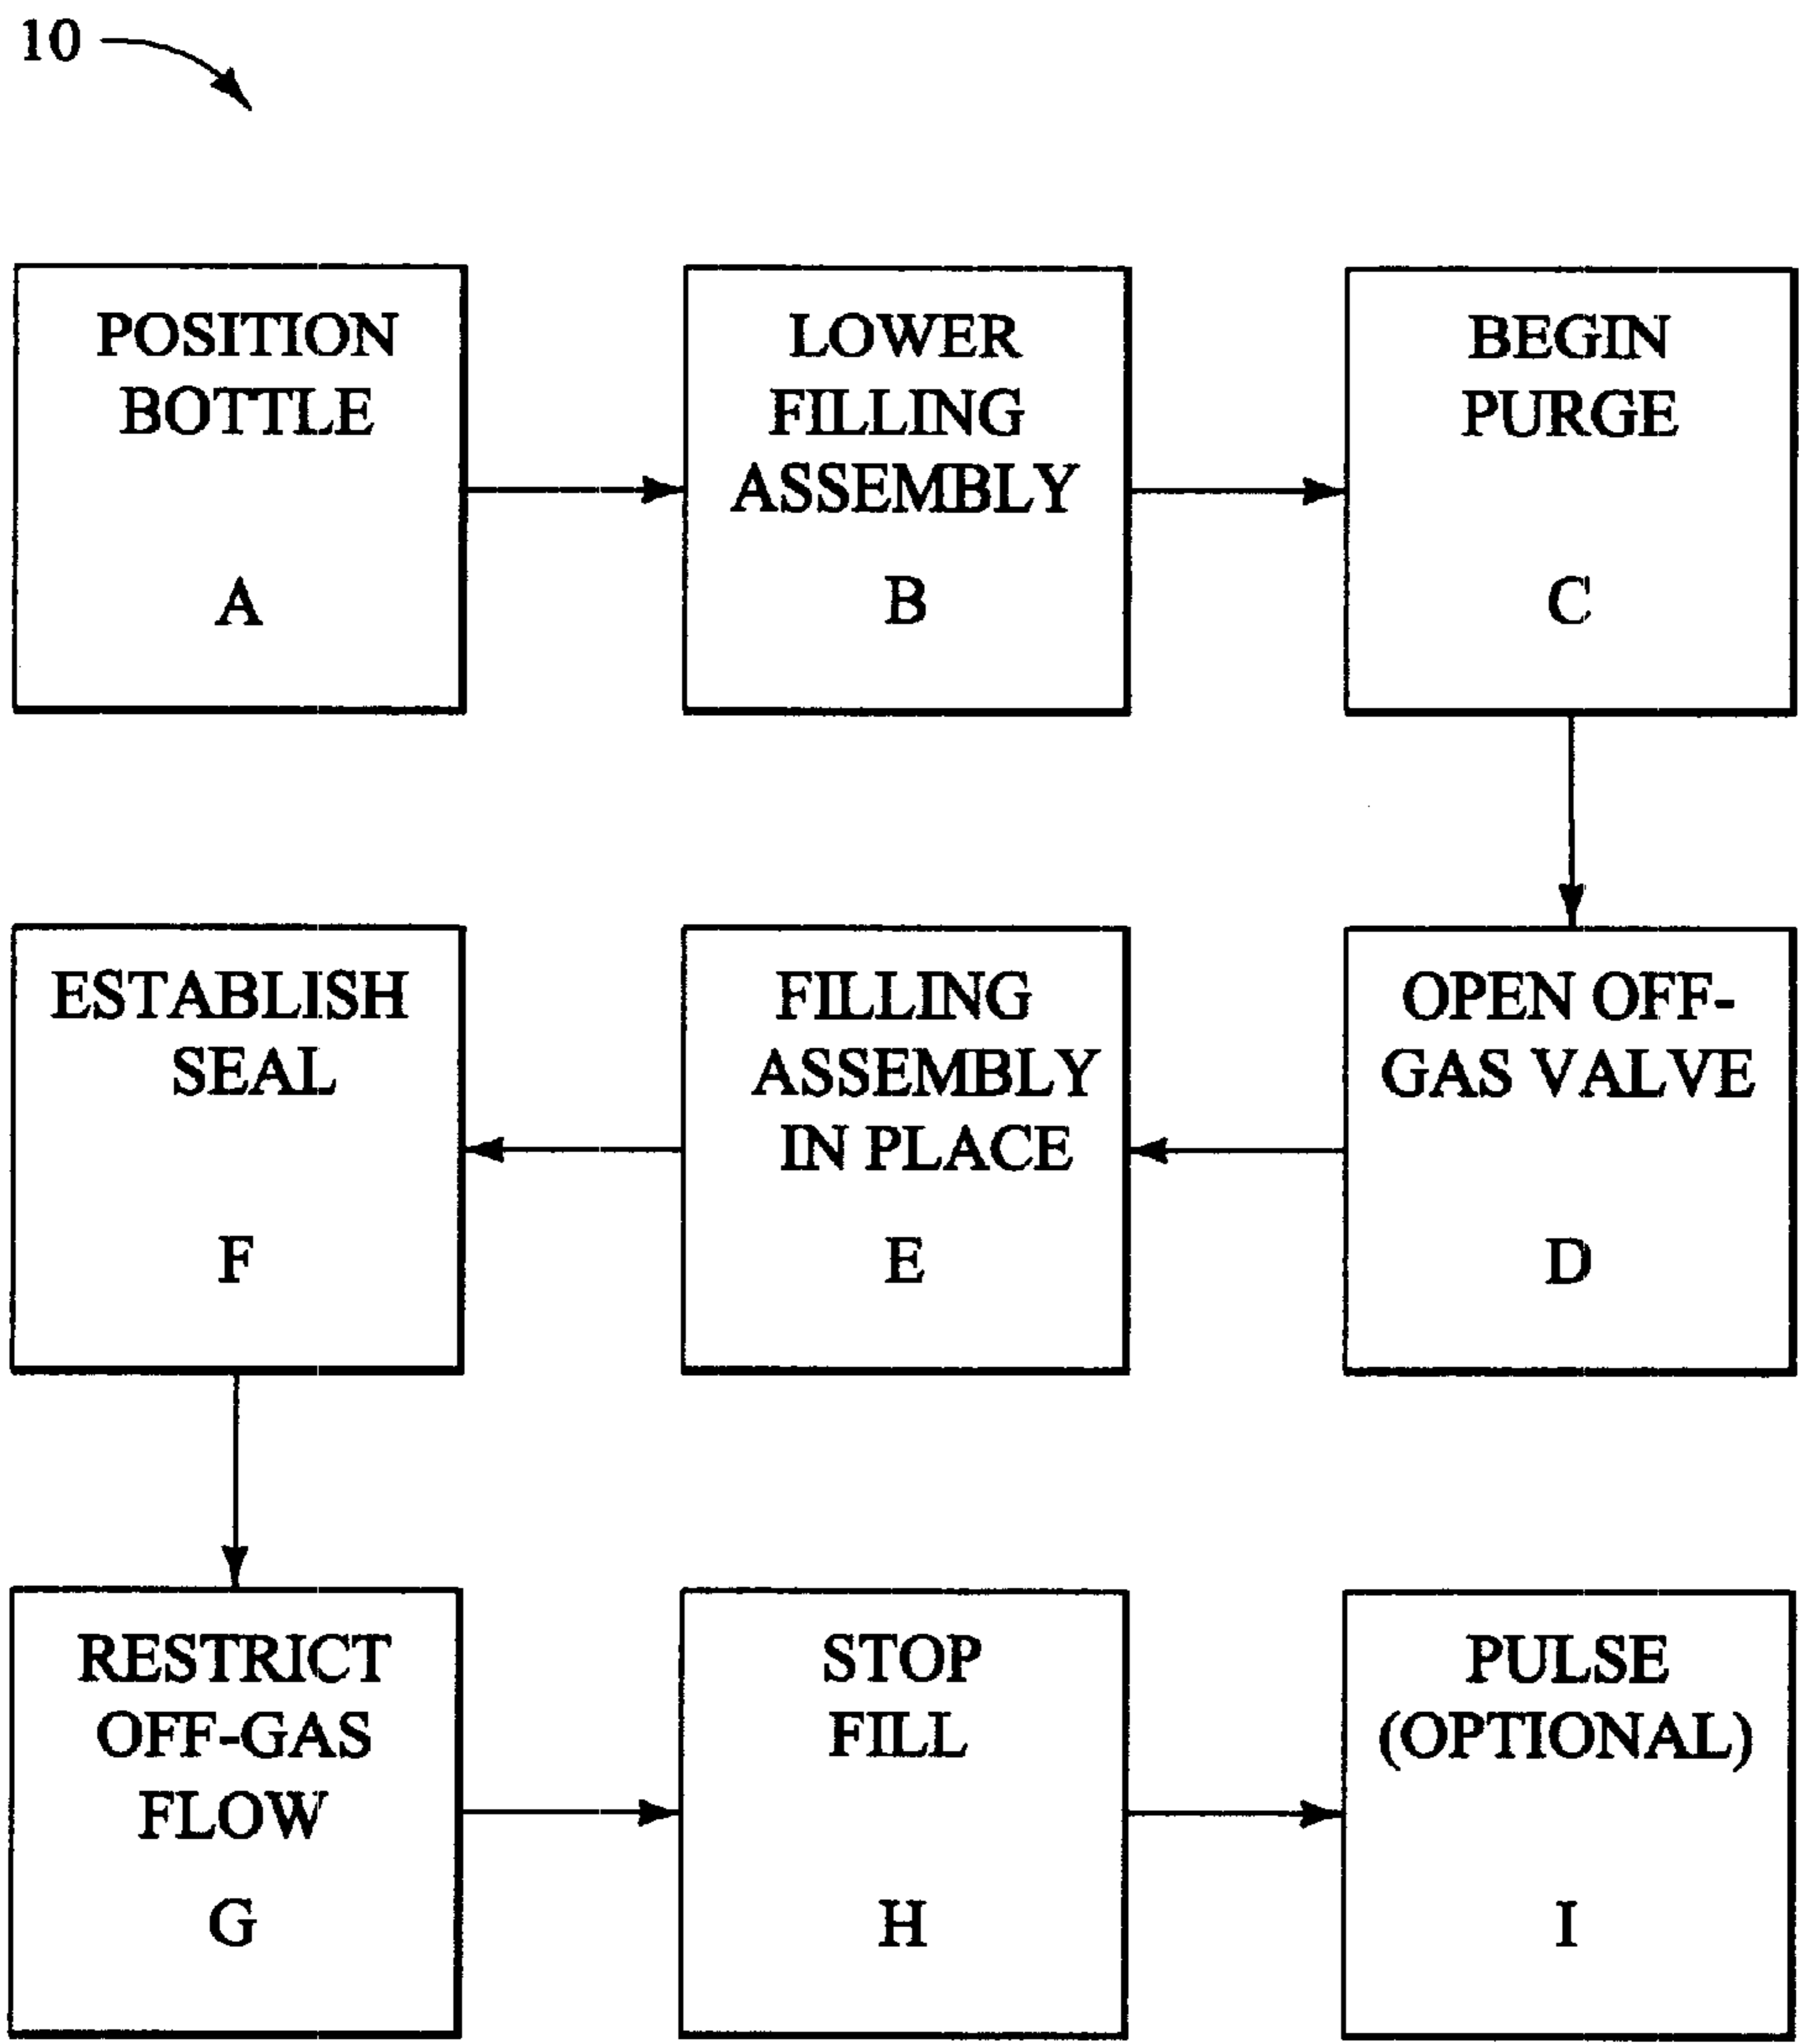 10
POSITION
BOTTLE
A
LOWER
FILLING
ASSEMBLY
B
BEGIN
PURGE
C
OPEN OFF-
GAS VALVE
D
FILLING
ASSEMBLY
IN PLACE
E
ESTABLISH
SEAL
F
RESTRICT
OFF-GAS
FLOW
G
STOP
FILL
H
PULSE
(OPTIONAL)
I